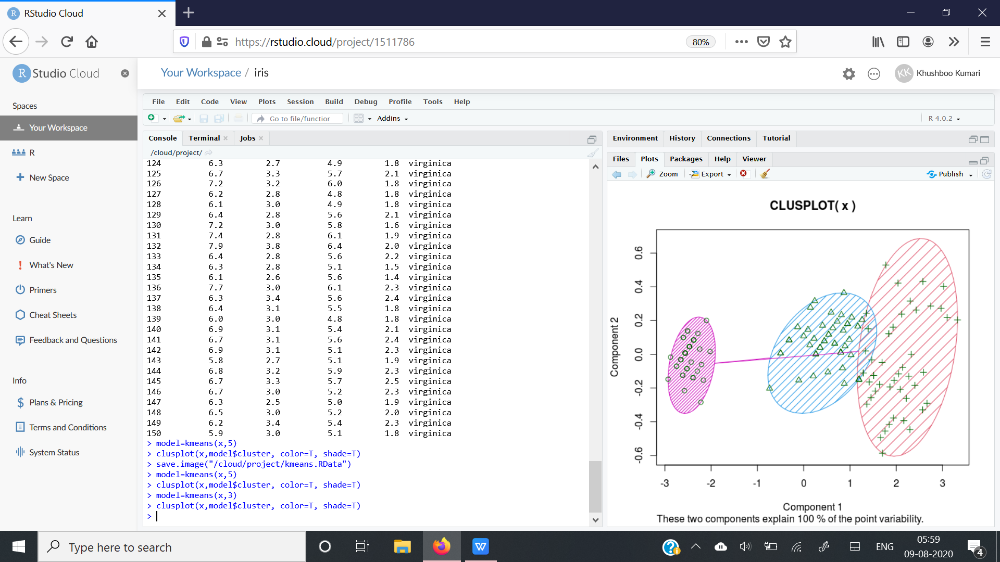 RStudio Cloud
https://rstudio.cloud/project/1511786
80%
R Studio Cloud
Your Workspace / iris
KK Khushboo Kumari
Spaces
Your Workspace
R
New Space
Learn
Guide
What's New
Primers
Cheat Sheets
Feedback and Questions
Info
Plans & Pricing
Terms and Conditions
System Status
File Edit Code View Plots Session Build Debug Profile Tools Help
Go to file/functior Addins R 4.0.2
Console Terminal Jobs
/cloud/project/
124 6.3 2.7 4.9 1.8 virginica
125 6.7 3.3 5.7 2.1 virginica
126 7.2 3.2 6.0 1.8 virginica
127 6.2 2.8 4.8 1.8 virginica
128 6.1 3.0 4.9 1.8 virginica
129 6.4 2.8 5.6 2.1 virginica
130 7.2 3.0 5.8 1.6 virginica
131 7.4 2.8 6.1 1.9 virginica
132 7.9 3.8 6.4 2.0 virginica
133 6.4 2.8 5.6 2.2 virginica
134 6.3 2.8 5.1 1.5 virginica
135 6.1 2.6 5.6 1.4 virginica
136 7.7 3.0 6.1 2.3 virginica
137 6.3 3.4 5.6 2.4 virginica
138 6.4 3.1 5.5 1.8 virginica
139 6.0 3.0 4.8 1.8 virginica
140 6.9 3.1 5.4 2.1 virginica
141 6.7 3.1 5.6 2.4 virginica
142 6.9 3.1 5.1 2.3 virginica
143 5.8 2.7 5.1 1.9 virginica
144 6.8 3.2 5.9 2.3 virginica
145 6.7 3.3 5.7 2.5 virginica
146 6.7 3.0 5.2 2.3 virginica
147 6.3 2.5 5.0 1.9 virginica
148 6.5 3.0 5.2 2.0 virginica
149 6.2 3.4 5.4 2.3 virginica
150 5.9 3.0 5.1 1.8 virginica
> model=kmeans(x,5)
> clusplot(x,model$cluster, color=T, shade=T)
> save.image("/cloud/project/kmeans.RData")
> model=kmeans(x,5)
> clusplot(x,model$cluster, color=T, shade=T)
> model=kmeans(x,3)
> clusplot(x,model$cluster, color=T, shade=T)
>
Environment History Connections Tutorial
Files Plots Packages Help Viewer
Zoom Export Publish
CLUSPLOT( x )
Component 2
0.6
0.4
0.2
0.0
-0.2
-0.4
-0.6
-3 -2 -1 0 1 2 3
Component 1
These two components explain 100 % of the point variability.
Type here to search
ENG
05:59
09-08-2020
4